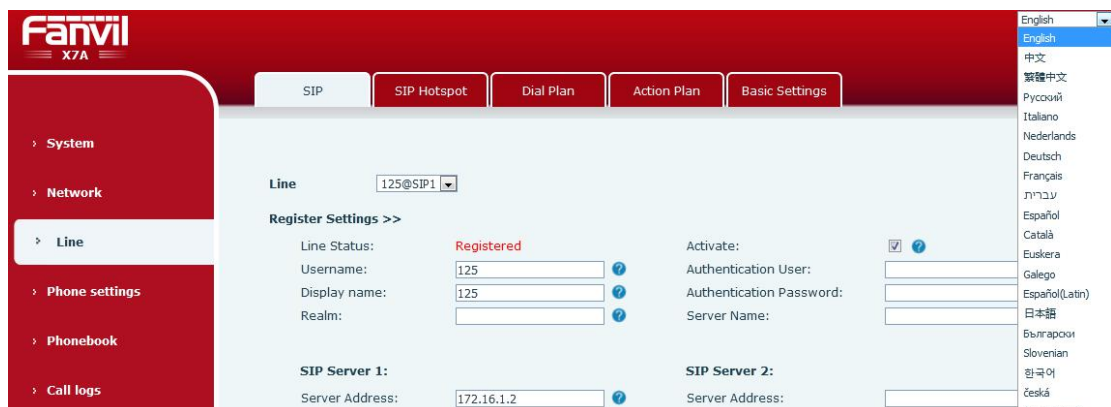 Fanvil
X7A
English
English
中文
繁體中文
Русский
Italiano
Nederlands
Deutsch
Français
עברית
Español
Català
Euskera
Galego
Español(Latin)
日本語
Български
Slovenian
한국어
česká
SIP
SIP Hotspot
Dial Plan
Action Plan
Basic Settings
› System
› Network
› Line
› Phone settings
› Phonebook
› Call logs
Line 125@SIP1
Register Settings >>
Line Status: Registered Activate:
Username: 125 Authentication User:
Display name: 125 Authentication Password:
Realm: Server Name:
SIP Server 1: SIP Server 2:
Server Address: 172.16.1.2 Server Address: